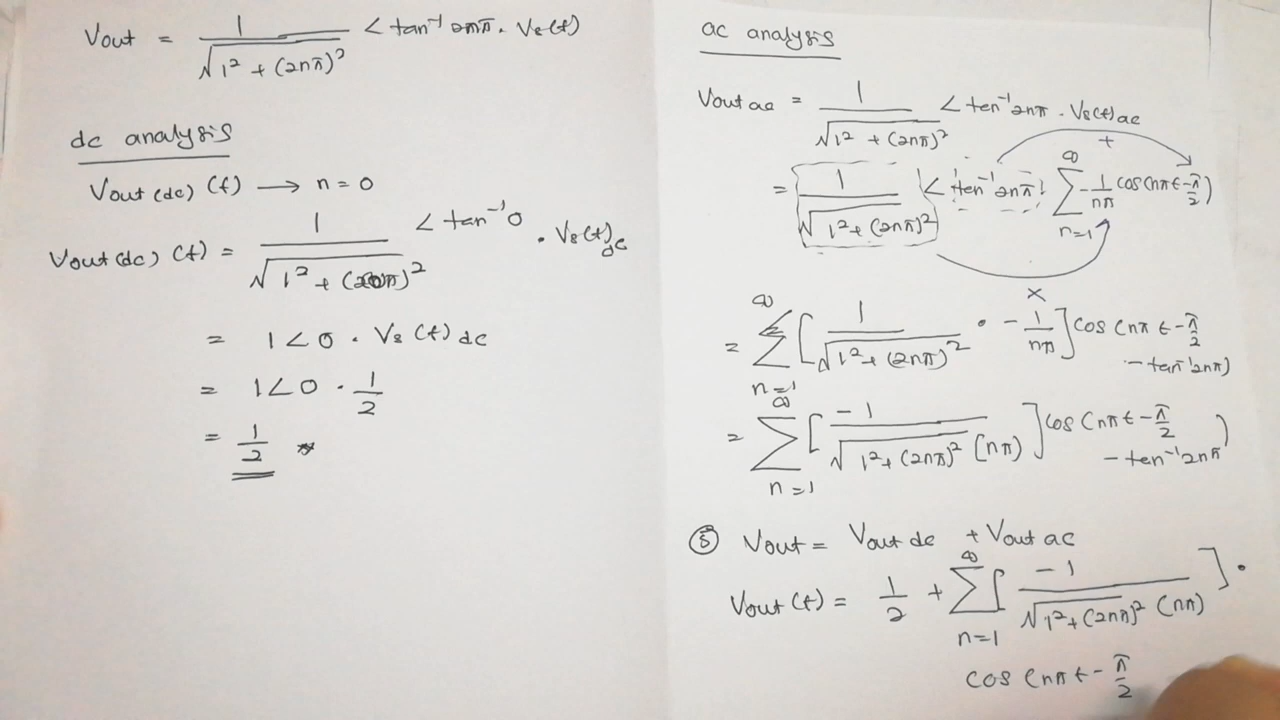 Vout = 1/√(1² + (2nπ)²) ∠ tan⁻¹ 2nπ . Vs(t)
dc analysis
Vout(dc) (t) → n = 0
Vout(dc) (t) = 1/√(1² + (2(0)π)²) ∠ tan⁻¹ 0 . Vs(t)dc
= 1∠0 . Vs(t) dc
= 1∠0 . 1/2
= 1/2
ac analysis
Vout ac = 1/√(1² + (2nπ)²) ∠ tan⁻¹ 2nπ . Vs(t) ac
+
= 1/√(1² + (2nπ)²) ∠ tan⁻¹ 2nπ . ∞ Σ n=1 - 1/nπ cos(nπt - π/2)
x
= ∞ Σ n=1 [1/√(1² + (2nπ)²) • - 1/nπ] cos(nπt - π/2 - tan⁻¹ 2nπ)
= ∞ Σ n=1 [-1/√(1² + (2nπ)²) (nπ)] cos(nπt - π/2 - tan⁻¹ 2nπ)
⑤ Vout = Vout dc + Vout ac
Vout (t) = 1/2 + ∞ Σ n=1 [-1/√(1² + (2nπ)²) (nπ)] .
cos (nπt - π/2